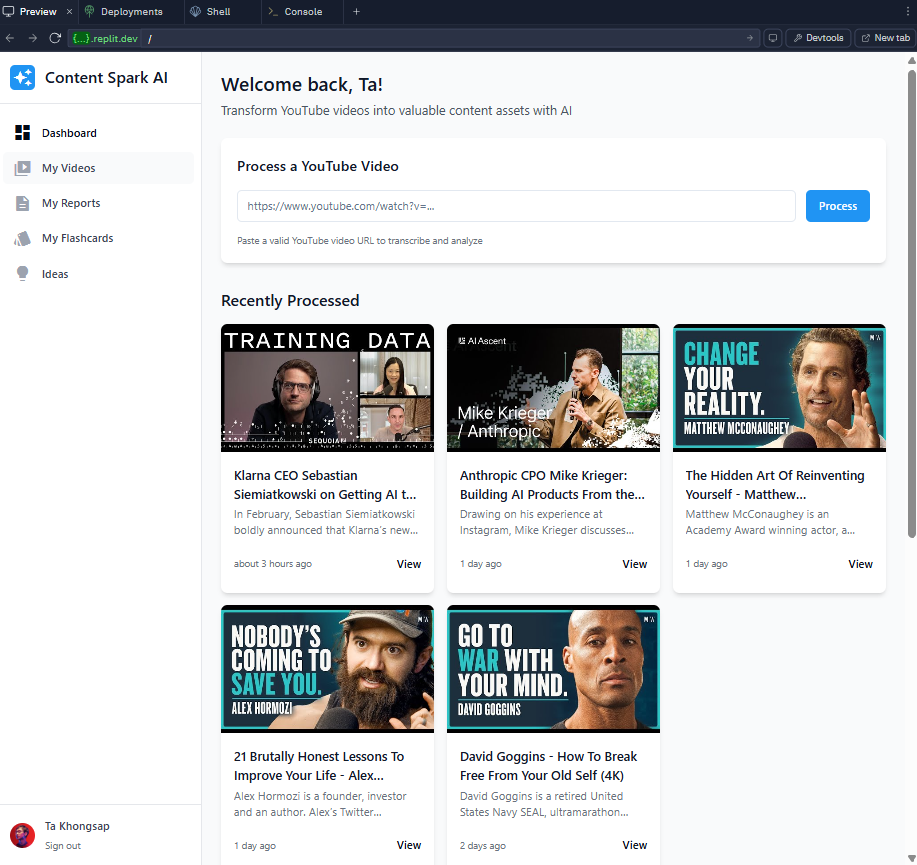 Preview
Deployments
Shell
Console
{...}.replit.dev /
Devtools
New tab
Content Spark AI
Dashboard
My Videos
My Reports
My Flashcards
Ideas
Ta Khongsap
Sign out
Welcome back, Ta!
Transform YouTube videos into valuable content assets with AI
Process a YouTube Video
https://www.youtube.com/watch?v=...
Process
Paste a valid YouTube video URL to transcribe and analyze
Recently Processed
TRAINING DATA
SEQUOIA
Klarna CEO Sebastian
Siemiatkowski on Getting AI t...
In February, Sebastian Siemiatkowski
boldly announced that Klarna's new...
about 3 hours ago
View
AI Ascent
Mike Krieger
/ Anthropic
Anthropic CPO Mike Krieger:
Building AI Products From the...
Drawing on his experience at
Instagram, Mike Krieger discusses...
1 day ago
View
CHANGE
YOUR
REALITY.
MATTHEW MCCONAUGHEY
The Hidden Art Of Reinventing
Yourself - Matthew...
Matthew McConaughey is an
Academy Award winning actor, a...
1 day ago
View
NOBODY'S
COMING TO
SAVE YOU.
ALEX HORMOZI
21 Brutally Honest Lessons To
Improve Your Life - Alex...
Alex Hormozi is a founder, investor
and an author. Alex's Twitter...
1 day ago
View
GO TO
WAR WITH
YOUR MIND.
DAVID GOGGINS
David Goggins - How To Break
Free From Your Old Self (4K)
David Goggins is a retired United
States Navy SEAL, ultramarathon...
2 days ago
View